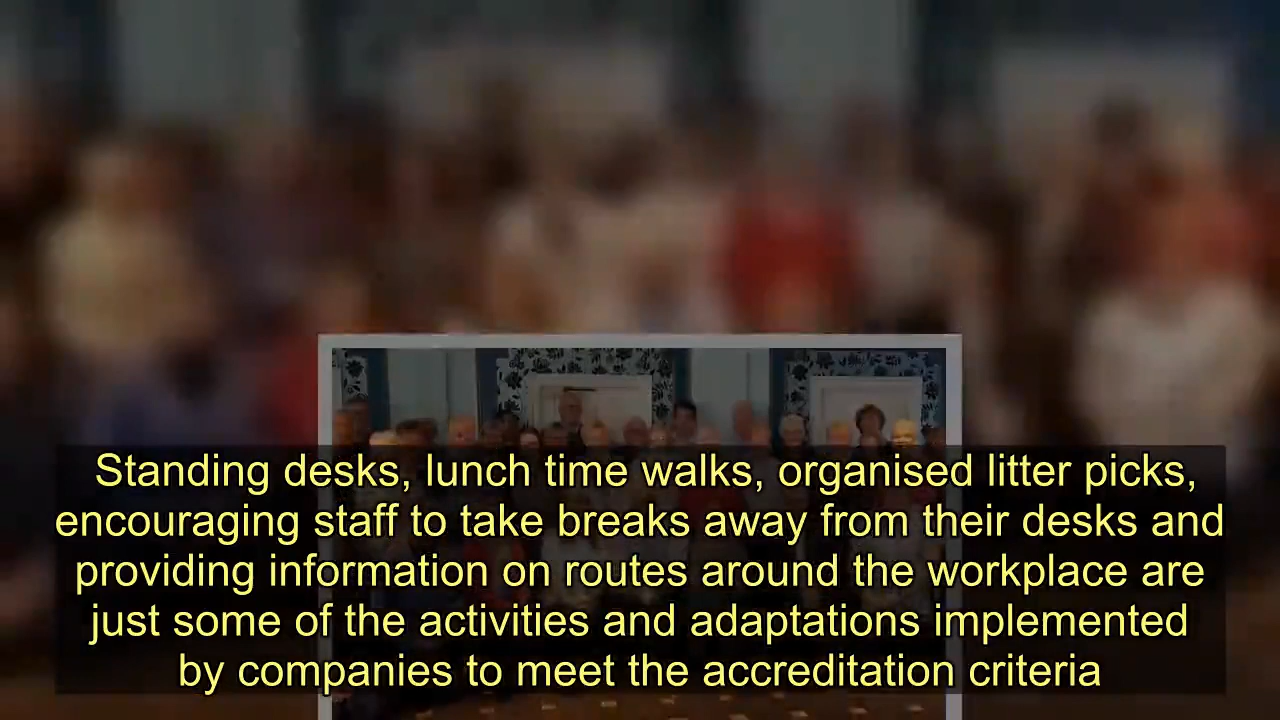 Standing desks, lunch time walks, organised litter picks,
encouraging staff to take breaks away from their desks and
providing information on routes around the workplace are
just some of the activities and adaptations implemented
by companies to meet the accreditation criteria